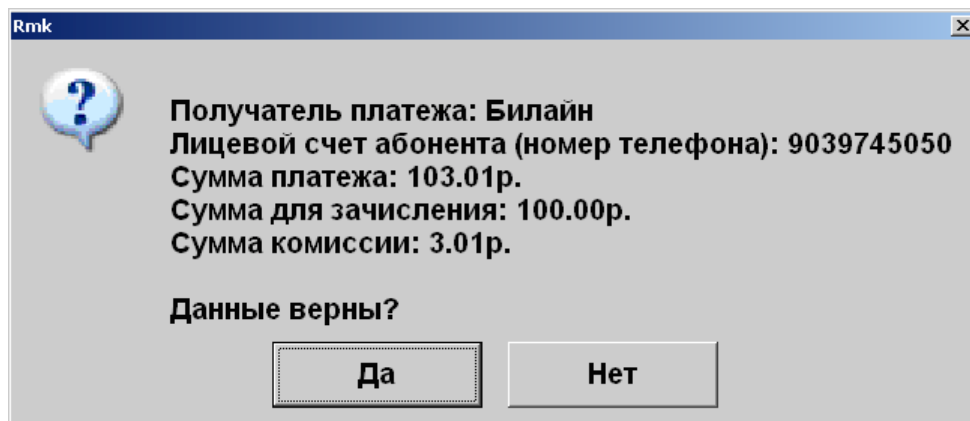 Rmk
Получатель платежа: Билайн
Лицевой счет абонента (номер телефона): 9039745050
Сумма платежа: 103.01р.
Сумма для зачисления: 100.00р.
Сумма комиссии: 3.01р.
Данные верны?
Да Нет